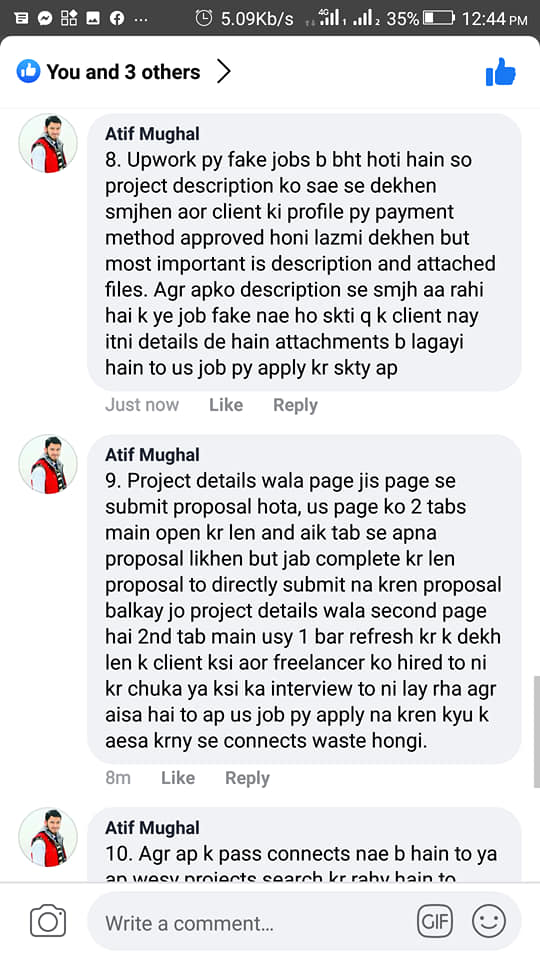 5.09Kb/s 4G 1 2 35% 12:44 PM
You and 3 others
Atif Mughal
8. Upwork py fake jobs b bht hoti hain so
project description ko sae se dekhen
smjhen aor client ki profile py payment
method approved honi lazmi dekhen but
most important is description and attached
files. Agr apko description se smjh aa rahi
hai k ye job fake nae ho skti q k client nay
itni details de hain attachments b lagayi
hain to us job py apply kr skty ap
Just now Like Reply
Atif Mughal
9. Project details wala page jis page se
submit proposal hota, us page ko 2 tabs
main open kr len and aik tab se apna
proposal likhen but jab complete kr len
proposal to directly submit na kren proposal
balkay jo project details wala second page
hai 2nd tab main usy 1 bar refresh kr k dekh
len k client ksi aor freelancer ko hired to ni
kr chuka ya ksi ka interview to ni lay rha agr
aisa hai to ap us job py apply na kren kyu k
aesa krny se connects waste hongi.
8m Like Reply
Atif Mughal
10. Agr ap k pass connects nae b hain to ya
ap wesy projects search kr rahy hain to
Write a comment...
GIF